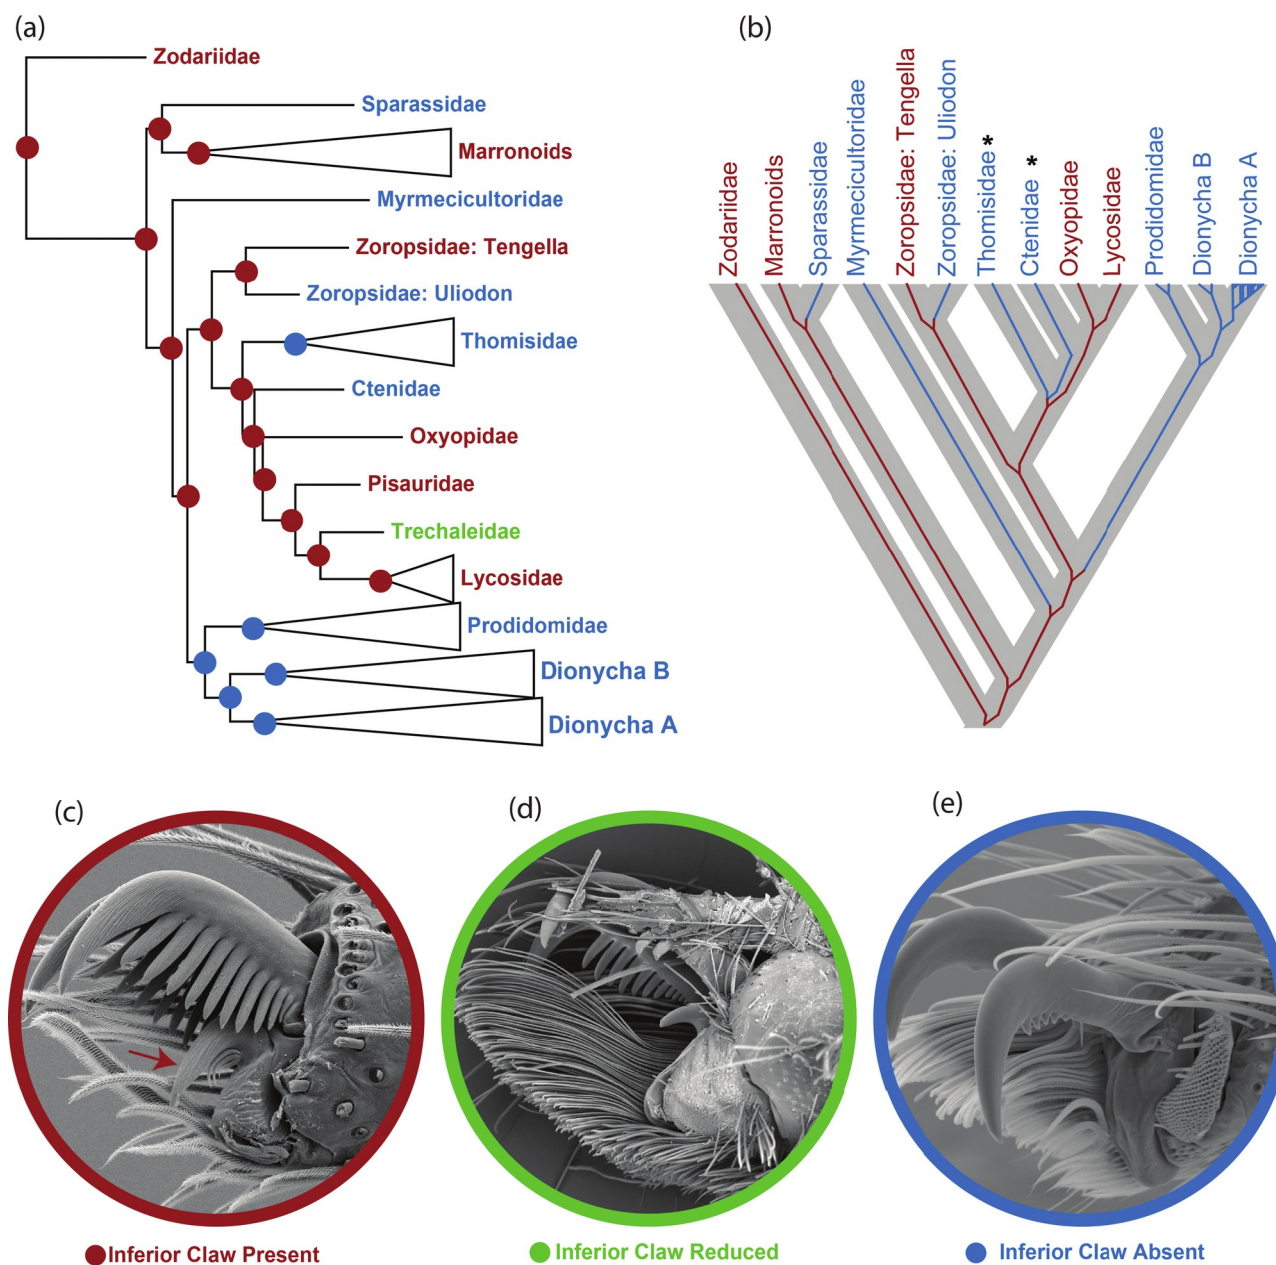 (a)
Zodariidae
Sparassidae
Marronoids
Myrmecicultoridae
Zoropsidae: Tengella
Zoropsidae: Uliodon
Thomisidae
Ctenidae
Oxyopidae
Pisauridae
Trechaleidae
Lycosidae
Prodidomidae
Dionycha B
Dionycha A
(b)
Zodariidae
Marronoids
Sparassidae
Myrmecicultoridae
Zoropsidae: Tengella
Zoropsidae: Uliodon
Thomisidae *
Ctenidae *
Oxyopidae
Lycosidae
Prodidomidae
Dionycha B
Dionycha A
(c)
(d)
(e)
Inferior Claw Present
Inferior Claw Reduced
Inferior Claw Absent